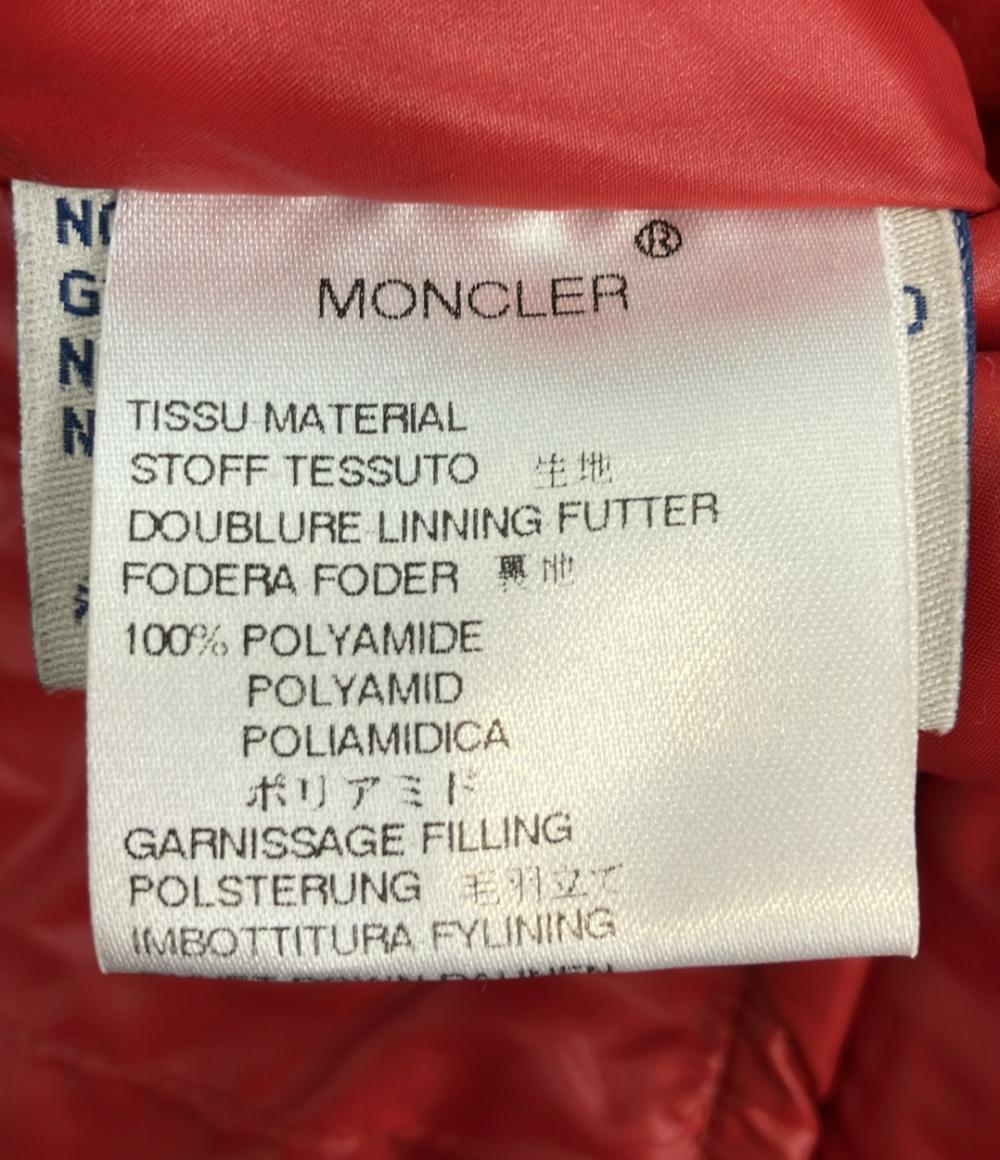 ®
MONCLER
TISSU MATERIAL
STOFF TESSUTO 生地
DOUBLURE LINNING FUTTER
FODERA FODER 裏地
100% POLYAMIDE
POLYAMID
POLIAMIDICA
ポリアミド
GARNISSAGE FILLING
POLSTERUNG 毛羽立て
IMBOTTITURA FYLINING